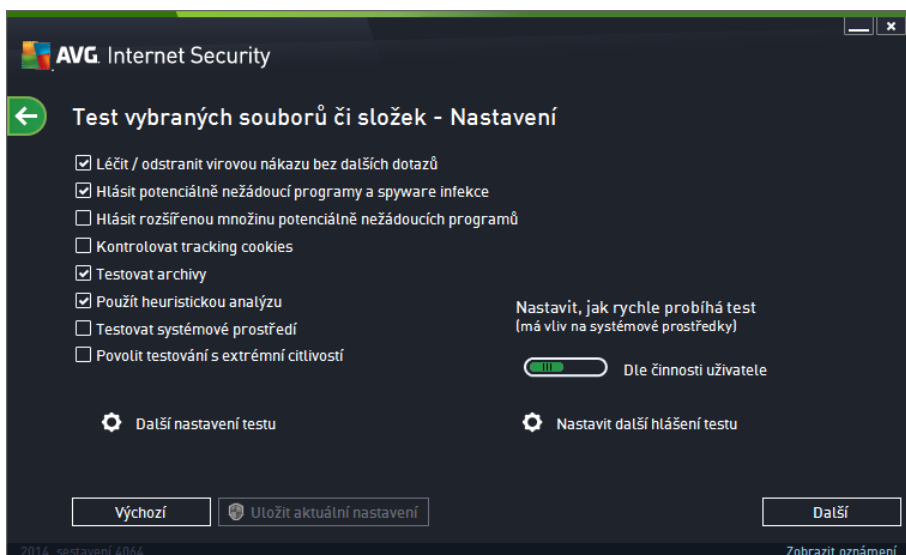 AVG. Internet Security
Test vybraných souborů či složek - Nastavení
Léčit / odstranit virovou nákazu bez dalších dotazů
Hlásit potenciálně nežádoucí programy a spyware infekce
Hlásit rozšířenou množinu potenciálně nežádoucích programů
Kontrolovat tracking cookies
Testovat archivy
Použít heuristickou analýzu
Testovat systémové prostředí
Povolit testování s extrémní citlivostí
Nastavit, jak rychle probíhá test
(má vliv na systémové prostředky)
Dle činnosti uživatele
Další nastavení testu
Nastavit další hlášení testu
Výchozí
Uložit aktuální nastavení
Další
2014, sestavení 4064
Zobrazit oznámení